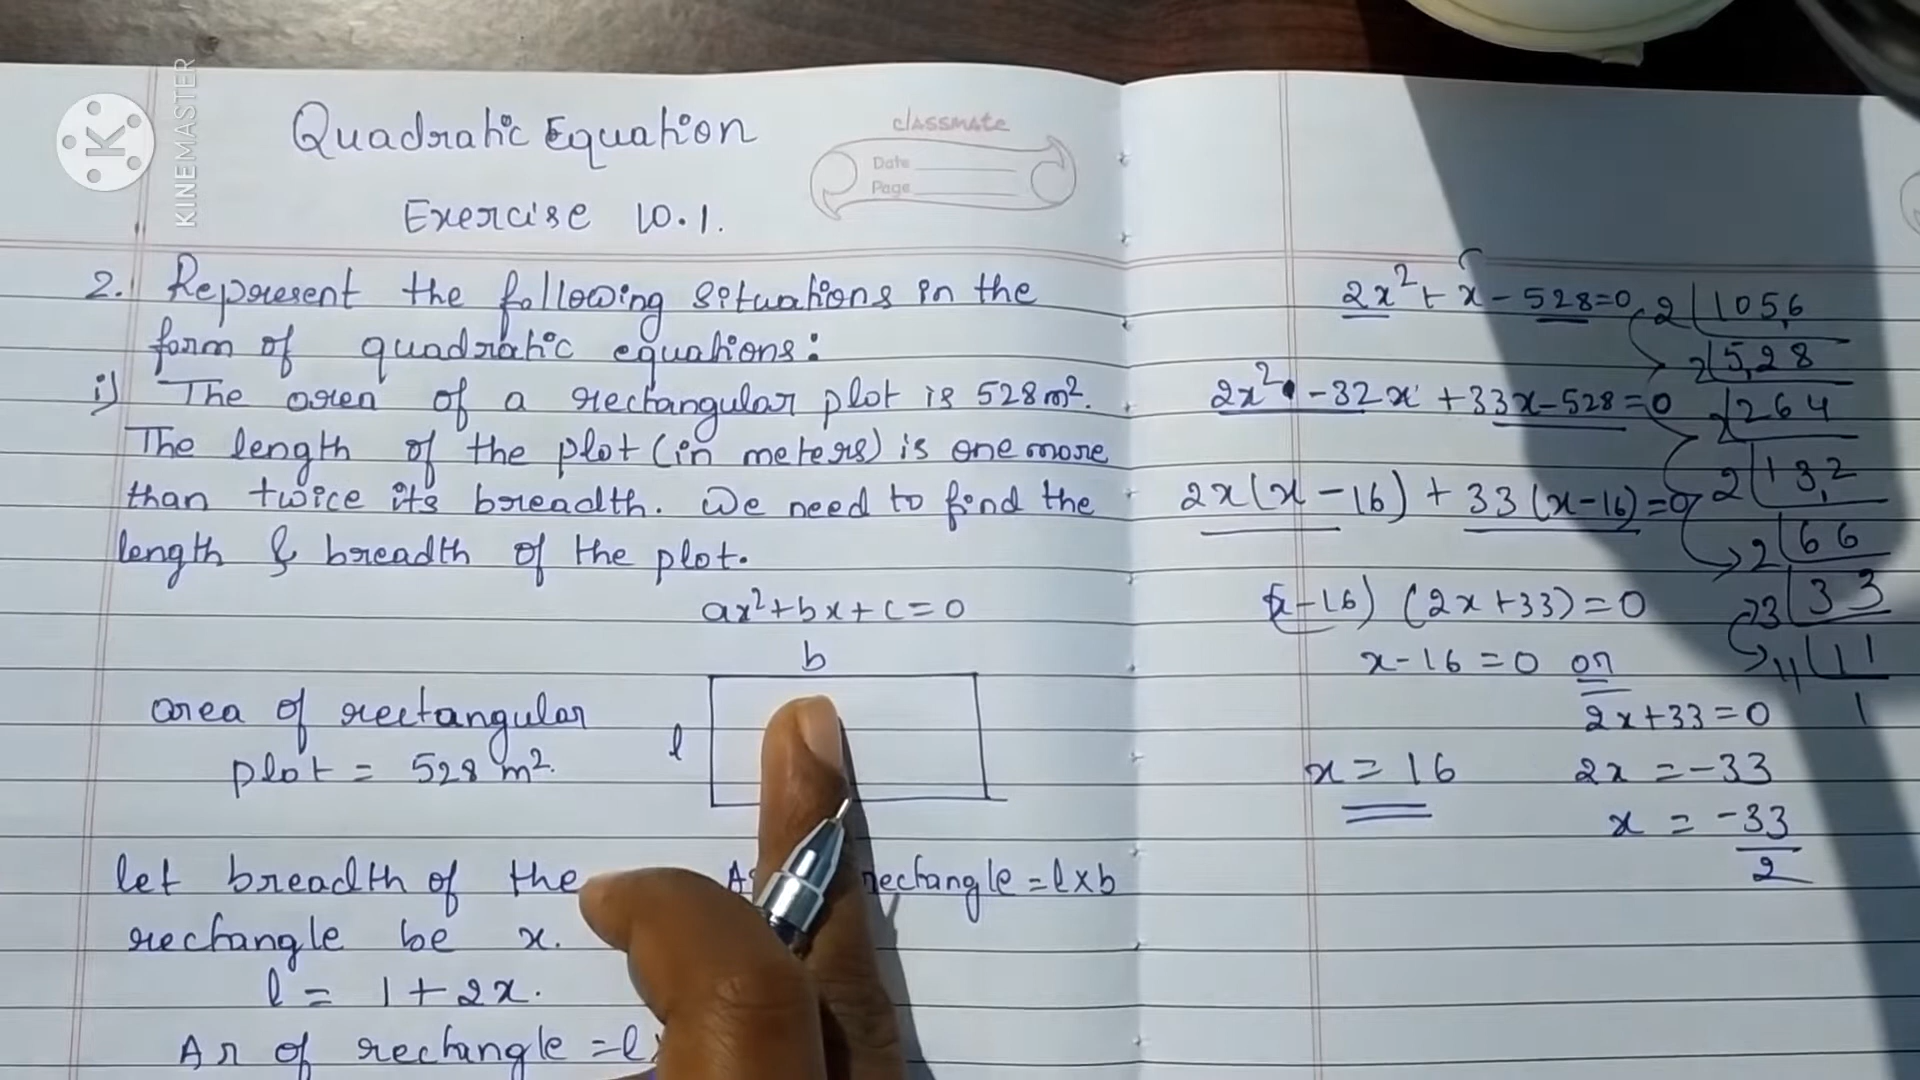 KINEMASTER
Quadratic Equation
classmate
Date
Page
Exercise 10.1.
2. Represent the following situations in the
form of quadratic equations:
i) The area of a rectangular plot is 528 m².
The length of the plot (in meters) is one more
than twice its breadth. We need to find the
length & breadth of the plot.
ax²+bx+c=0
b
area of rectangular
l
plot = 528 m².
let breadth of the
rectangle = l×b
rectangle be x.
l = 1+2x.
Ar of rectangle = l
2x²+x-528=0
2x² -32x +33x-528=0
2x(x-16) + 33(x-16)=0
(x-16) (2x+33)=0
x-16=0 or
2x+33=0
x=16
2x = -33
x = -33
2
2 | 1056
2 | 528
2 | 264
2 | 132
2 | 66
3 | 33
11 | 11
1